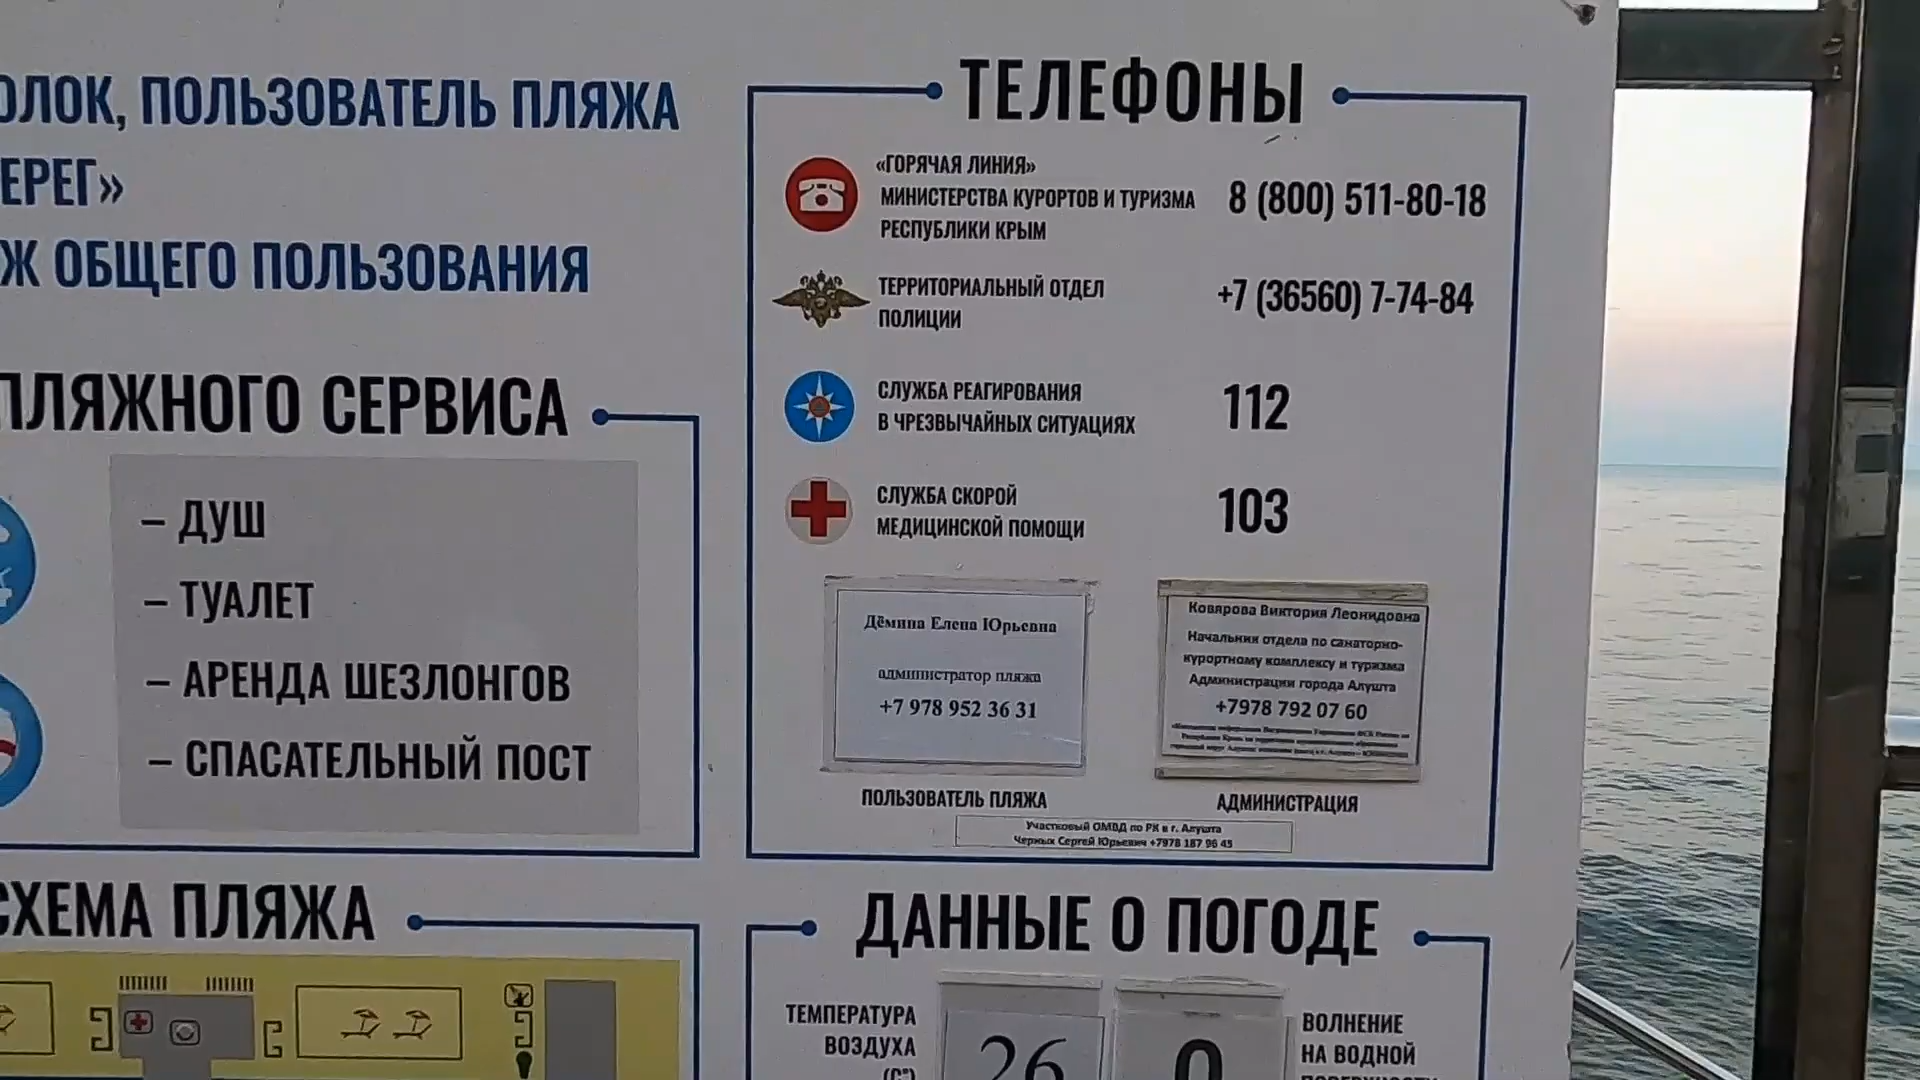 ПОЛЬЗОВАТЕЛЬ ПЛЯЖА
ЕРЕГ»
Ж ОБЩЕГО ПОЛЬЗОВАНИЯ
ПЛЯЖНОГО СЕРВИСА
– ДУШ
– ТУАЛЕТ
– АРЕНДА ШЕЗЛОНГОВ
– СПАСАТЕЛЬНЫЙ ПОСТ
СХЕМА ПЛЯЖА
ТЕЛЕФОНЫ
«ГОРЯЧАЯ ЛИНИЯ»
МИНИСТЕРСТВА КУРОРТОВ И ТУРИЗМА
РЕСПУБЛИКИ КРЫМ
8 (800) 511-80-18
ТЕРРИТОРИАЛЬНЫЙ ОТДЕЛ
ПОЛИЦИИ
+7 (36560) 7-74-84
СЛУЖБА РЕАГИРОВАНИЯ
В ЧРЕЗВЫЧАЙНЫХ СИТУАЦИЯХ
112
СЛУЖБА СКОРОЙ
МЕДИЦИНСКОЙ ПОМОЩИ
103
Дёмина Елена Юрьевна
администратор пляжа
+7 978 952 36 31
ПОЛЬЗОВАТЕЛЬ ПЛЯЖА
Ковярова Виктория Леонидовна
Начальник отдела по санаторно-
курортному комплексу и туризма
Администрации города Алушта
+7978 792 07 60
АДМИНИСТРАЦИЯ
Участковый ОМВД по РК в г. Алушта
Черных Сергей Юрьевич +7978 187 96 45
ДАННЫЕ О ПОГОДЕ
ТЕМПЕРАТУРА
ВОЗДУХА
(С°)
26
0
ВОЛНЕНИЕ
НА ВОДНОЙ